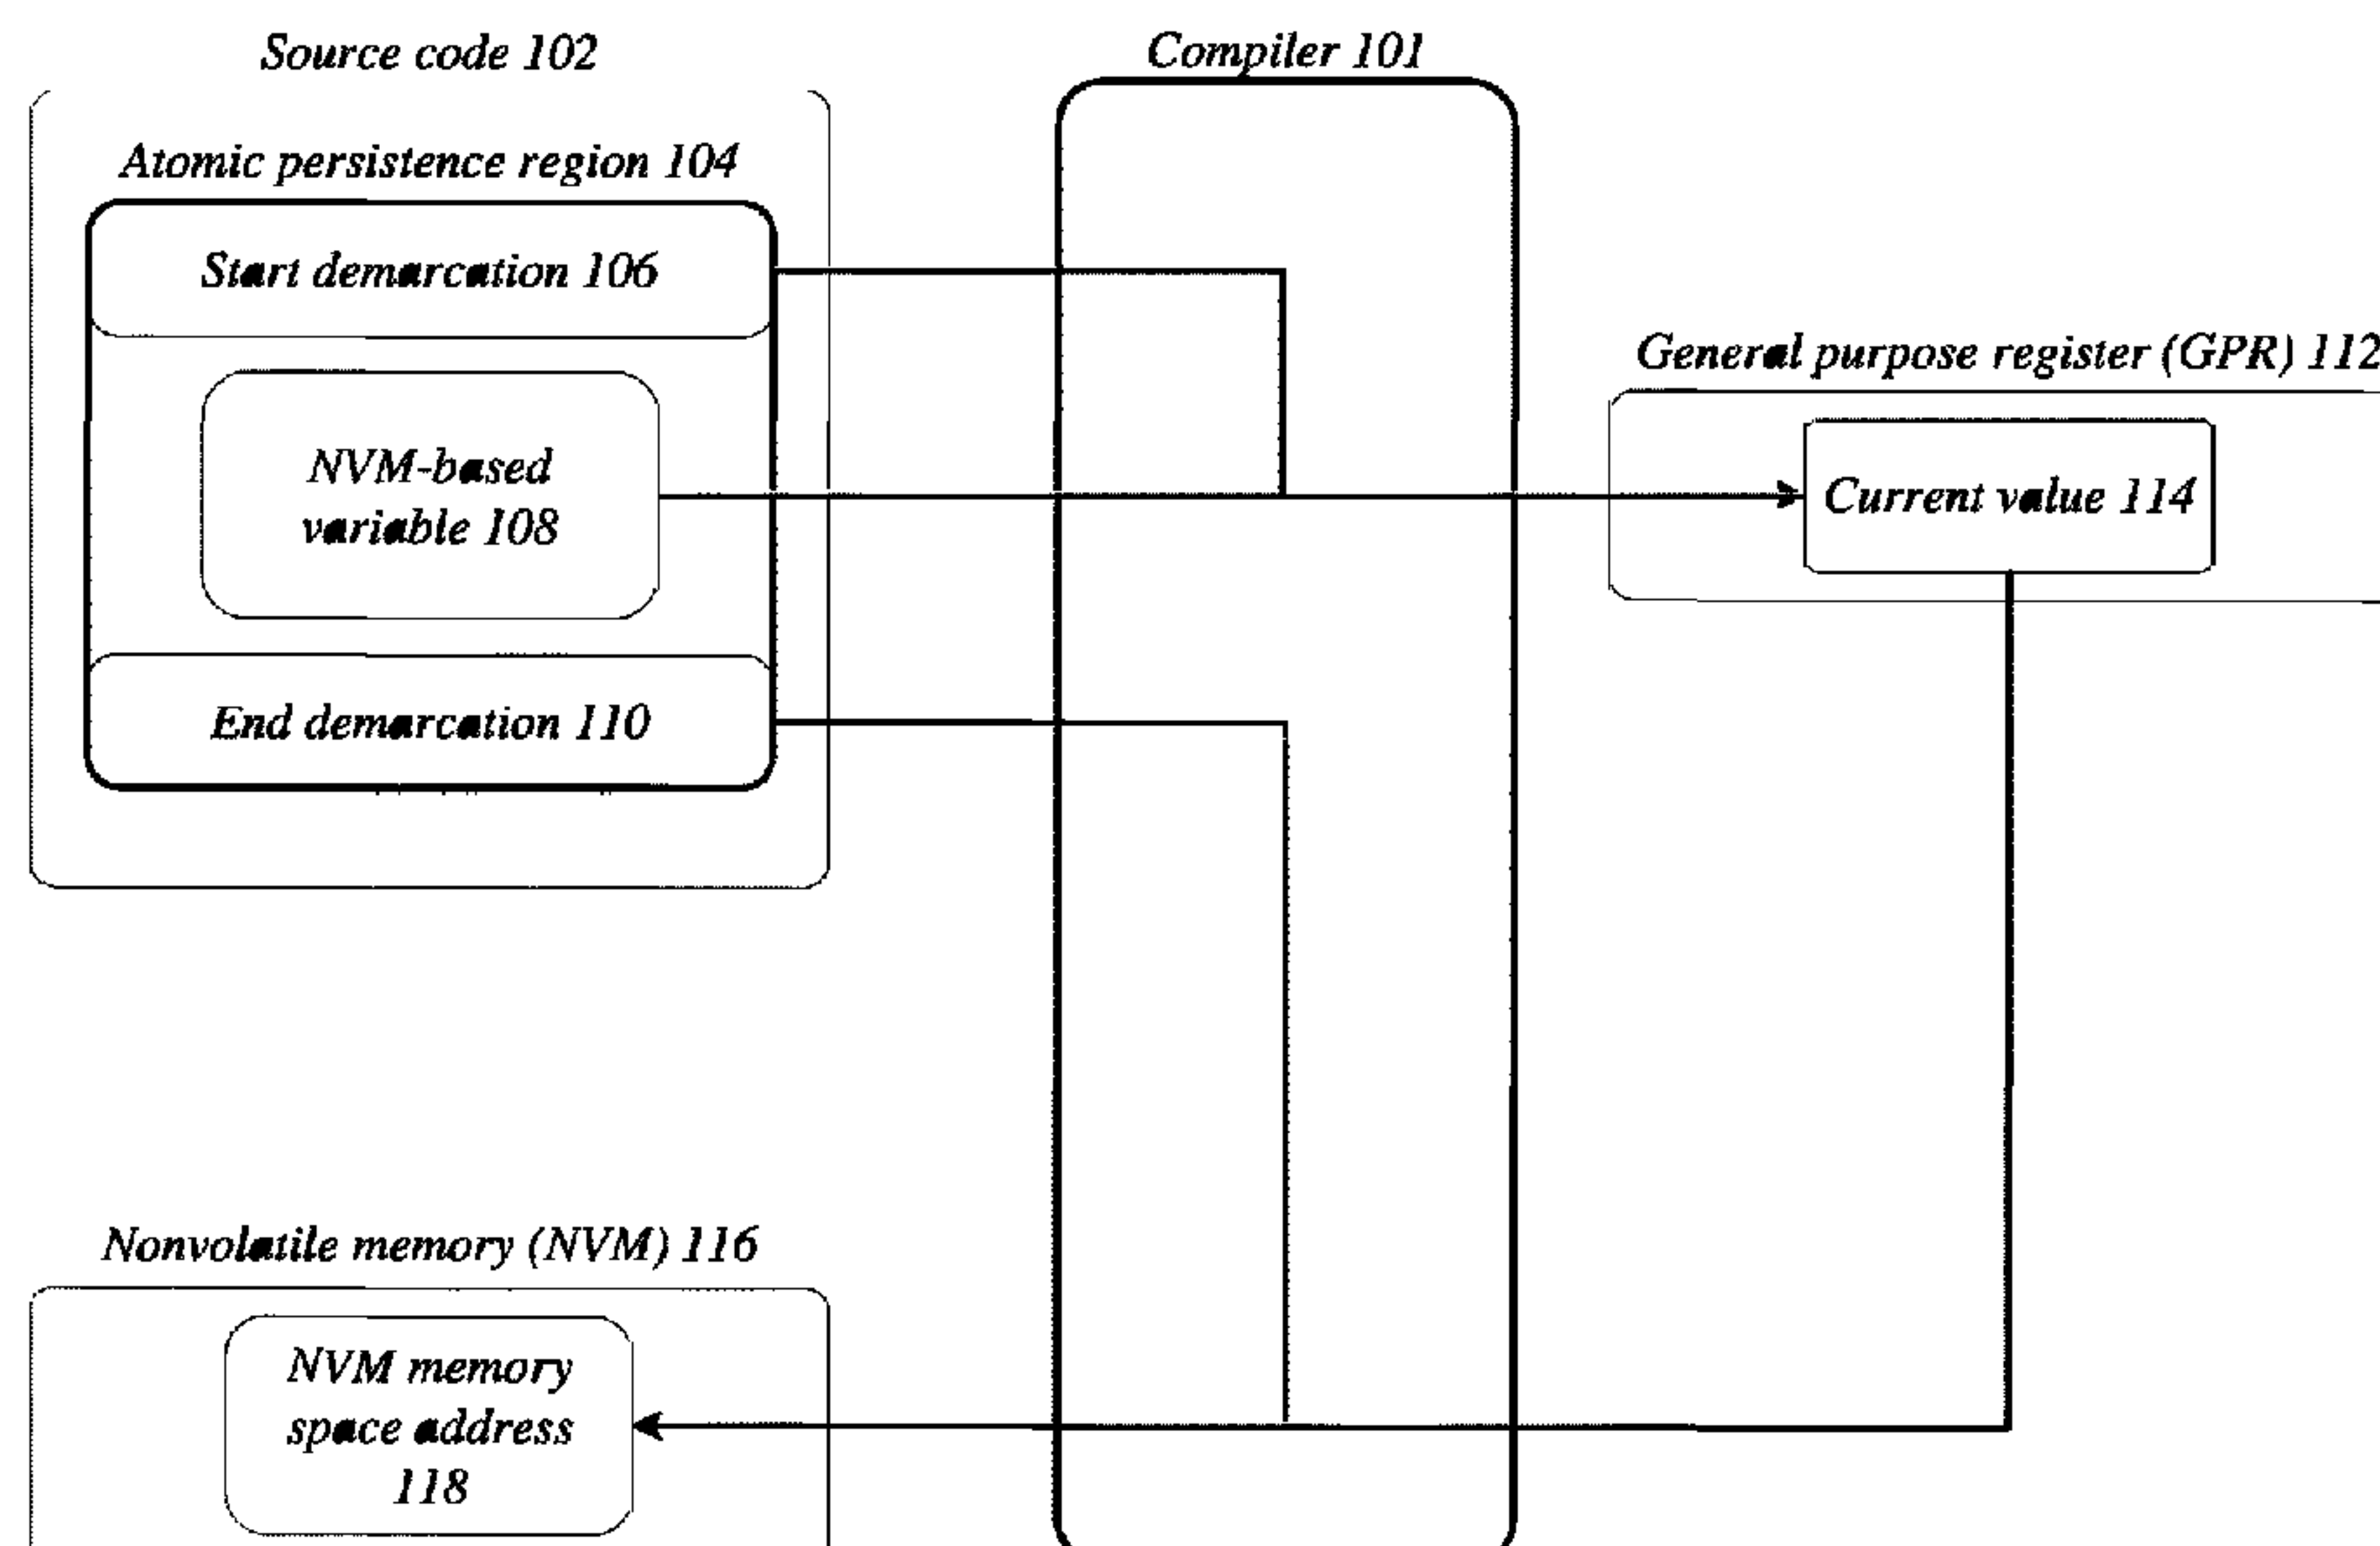 Source code 102
Compiler 101
Atomic persistence region 104
Start demarcation 106
General purpose register (GPR) 112
NVM-based
variable 108
Current value 114
End demarcation 110
Nonvolatile memory (NVM) 116
NVM memory
space address
118